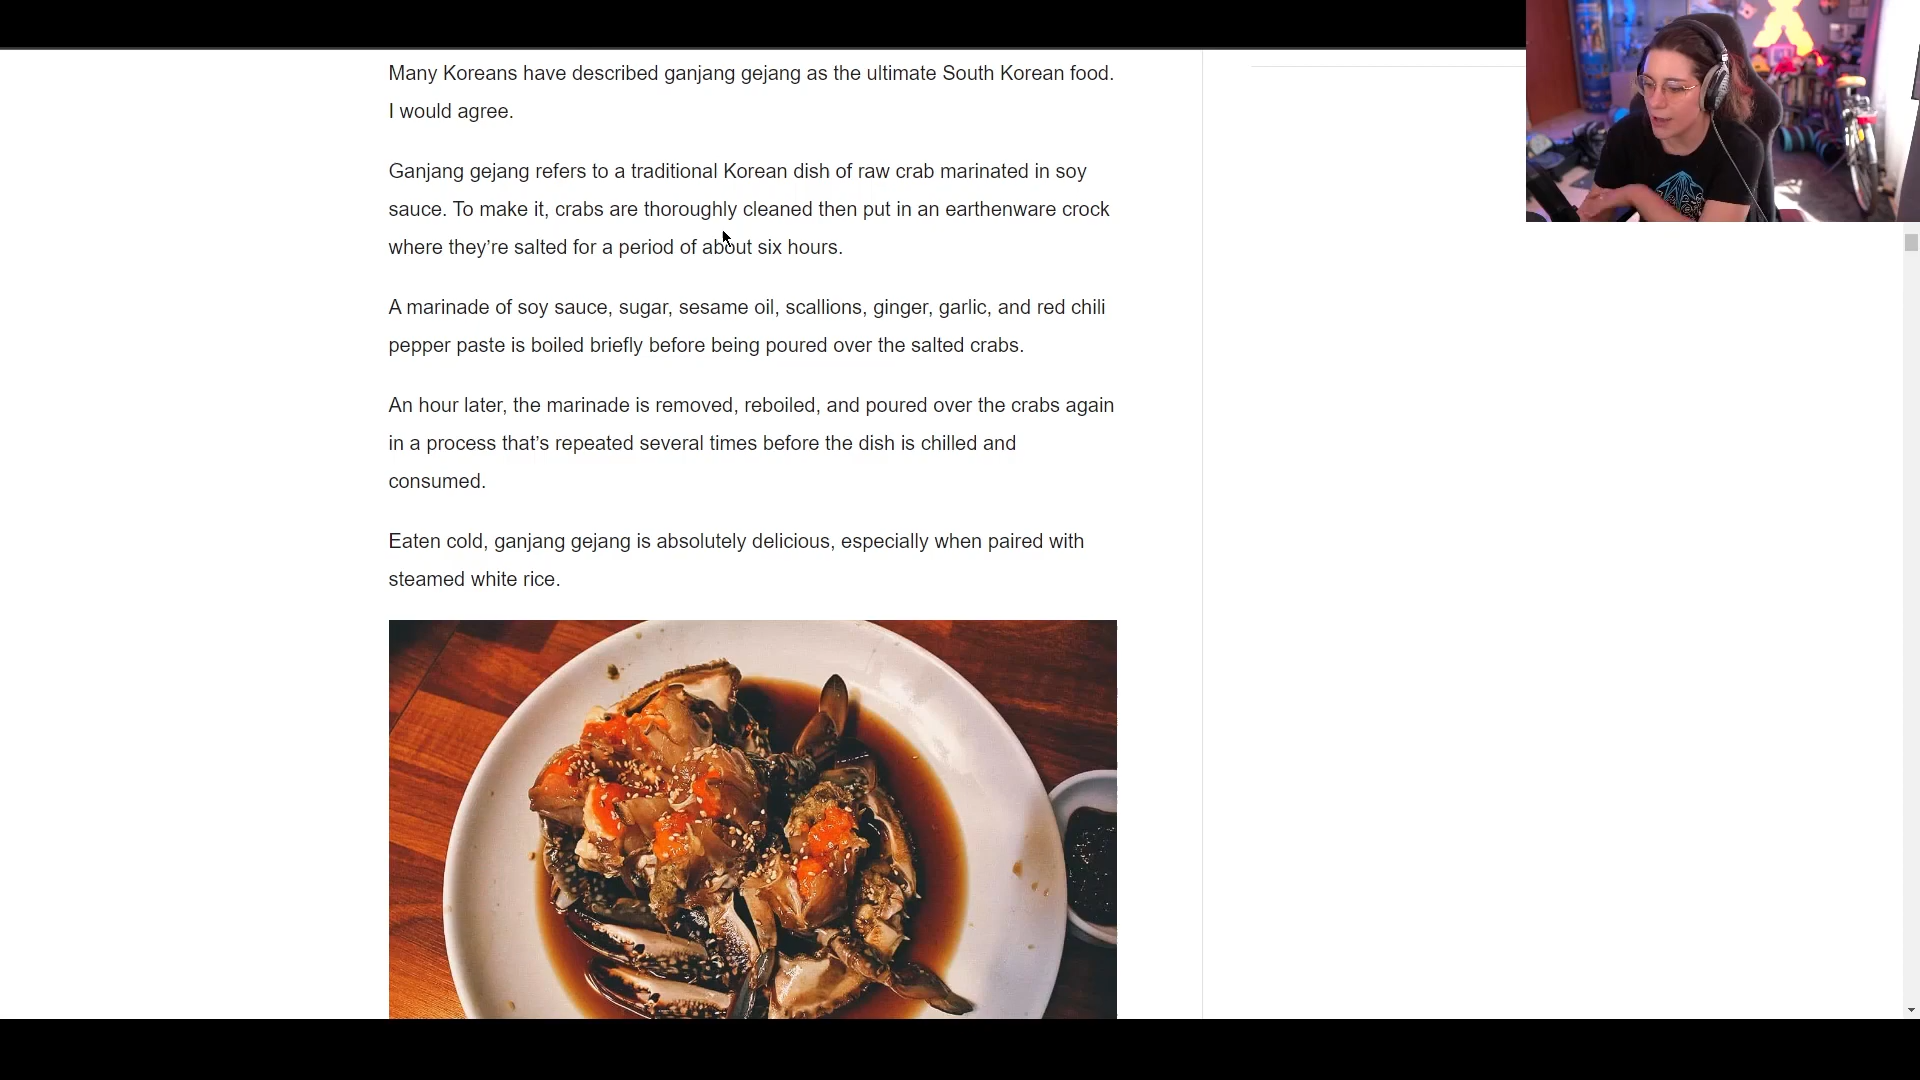 Many Koreans have described ganjang gejang as the ultimate South Korean food.
I would agree.
Ganjang gejang refers to a traditional Korean dish of raw crab marinated in soy
sauce. To make it, crabs are thoroughly cleaned then put in an earthenware crock
where they’re salted for a period of about six hours.
A marinade of soy sauce, sugar, sesame oil, scallions, ginger, garlic, and red chili
pepper paste is boiled briefly before being poured over the salted crabs.
An hour later, the marinade is removed, reboiled, and poured over the crabs again
in a process that’s repeated several times before the dish is chilled and
consumed.
Eaten cold, ganjang gejang is absolutely delicious, especially when paired with
steamed white rice.